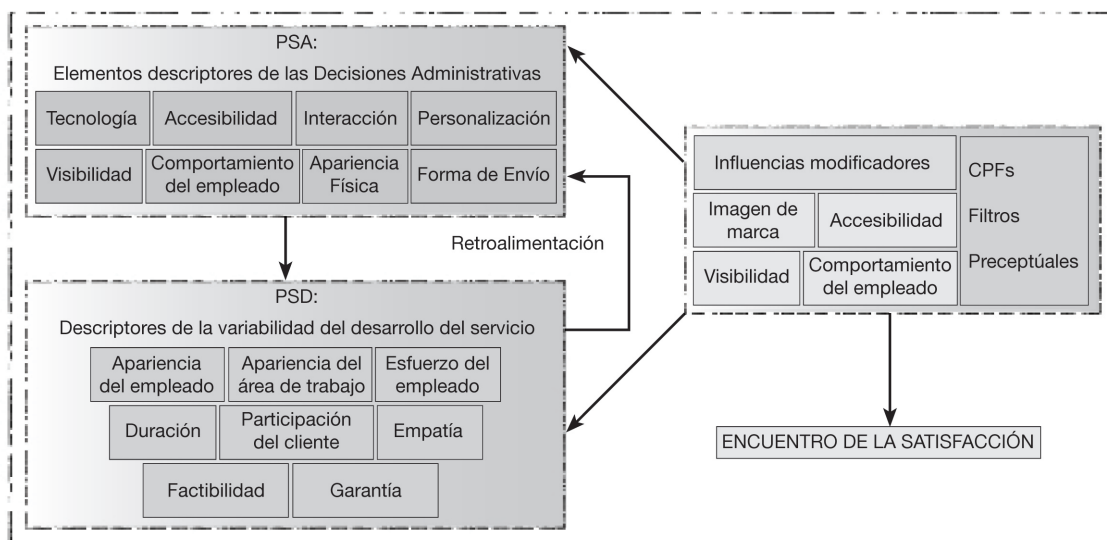 PSA:
Elementos descriptores de las Decisiones Administrativas
Tecnología
Accesibilidad
Interacción
Personalización
Visibilidad
Comportamiento
del empleado
Apariencia
Física
Forma de Envío
Retroalimentación
PSD:
Descriptores de la variabilidad del desarrollo del servicio
Apariencia
del empleado
Apariencia del
área de trabajo
Esfuerzo del
empleado
Duración
Participación
del cliente
Empatía
Factibilidad
Garantía
Influencias modificadores
Imagen de
marca
Accesibilidad
Visibilidad
Comportamiento
del empleado
CPFs
Filtros
Preceptúales
ENCUENTRO DE LA SATISFACCIÓN